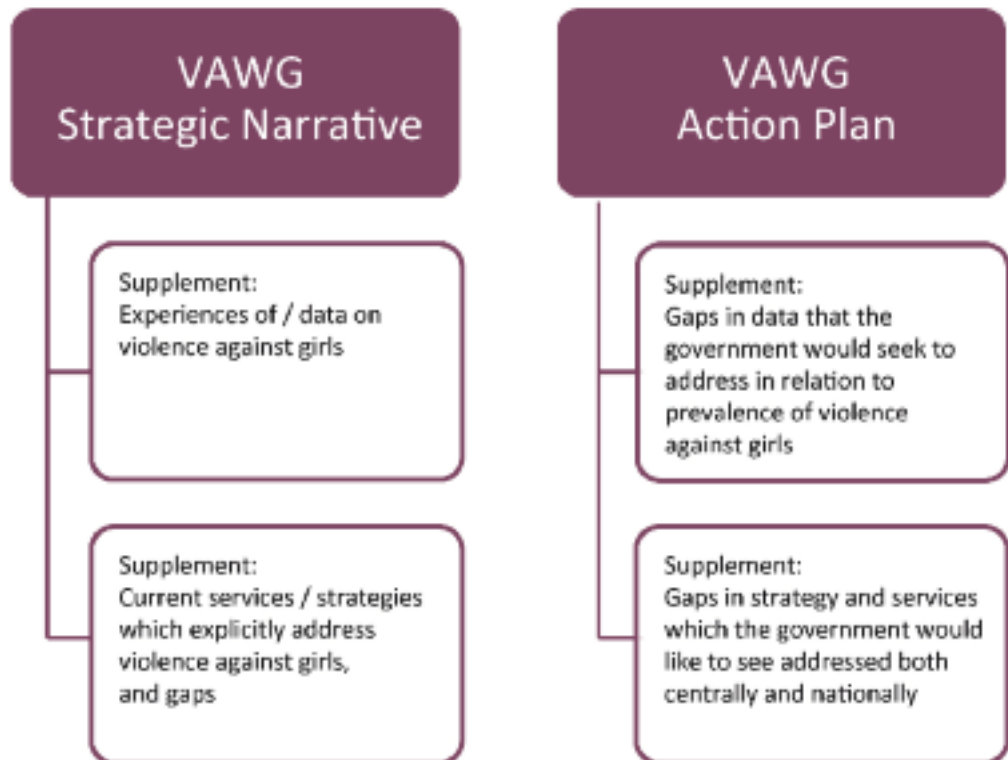 VAWG
Strategic Narrative
Supplement:
Experiences of / data on
violence against girls
Supplement:
Current services / strategies
which explicitly address
violence against girls,
and gaps
VAWG
Action Plan
Supplement:
Gaps in data that the
government would seek to
address in relation to
prevalence of violence
against girls
Supplement:
Gaps in strategy and services
which the government would
like to see addressed both
centrally and nationally